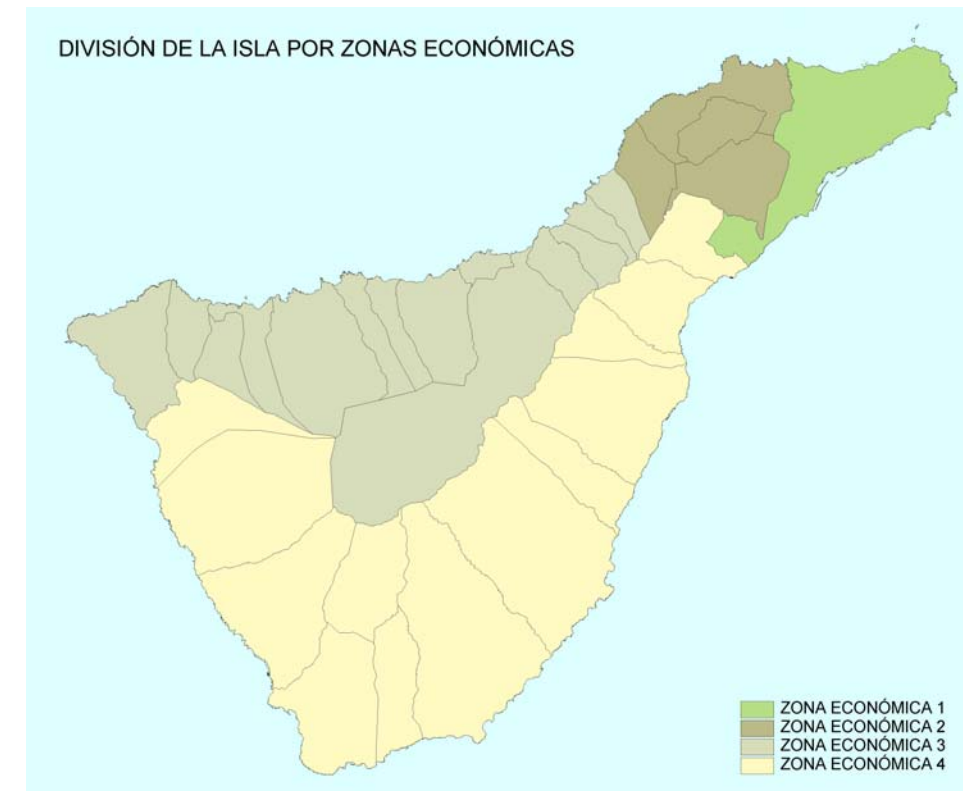 DIVISIÓN DE LA ISLA POR ZONAS ECONÓMICAS
ZONA ECONÓMICA 1
ZONA ECONÓMICA 2
ZONA ECONÓMICA 3
ZONA ECONÓMICA 4